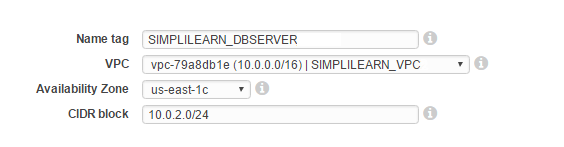 Name tag SIMPLILEARN_DBSERVER
VPC vpc-79a8db1e (10.0.0.0/16) | SIMPLILEARN_VPC
Availability Zone us-east-1c
CIDR block 10.0.2.0/24